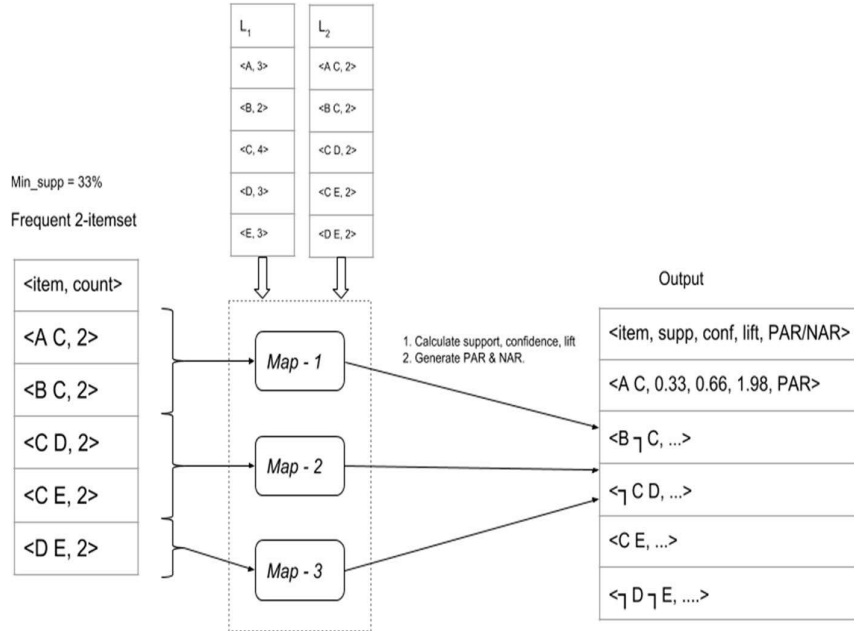 L1
<A, 3>
<B, 2>
<C, 4>
<D, 3>
<E, 3>
L2
<A C, 2>
<B C, 2>
<C D, 2>
<C E, 2>
<D E, 2>
Min_supp = 33%
Frequent 2-itemset
<item, count>
<A C, 2>
<B C, 2>
<C D, 2>
<C E, 2>
<D E, 2>
Map - 1
Map - 2
Map - 3
1. Calculate support, confidence, lift
2. Generate PAR & NAR.
Output
<item, supp, conf, lift, PAR/NAR>
<A C, 0.33, 0.66, 1.98, PAR>
<B ┐ C, ...>
<┐ C D, ...>
<C E, ...>
<┐ D ┐ E, ....>